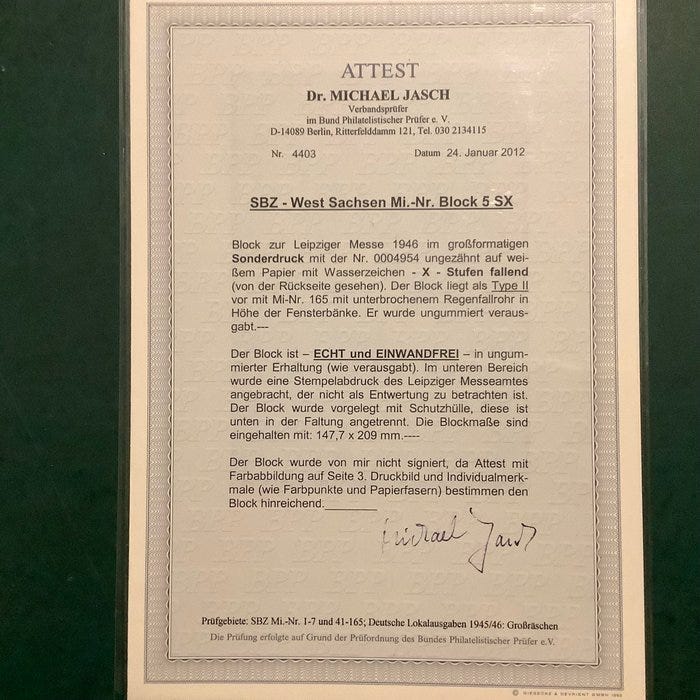 ATTEST
Dr. MICHAEL JASCH
Verbandsprüfer
im Bund Philatelistischer Prüfer e. V.
D-14089 Berlin, Ritterfelddamm 121, Tel. 030 2134115
Nr. 4403 Datum 24. Januar 2012
SBZ - West Sachsen Mi.-Nr. Block 5 SX
Block zur Leipziger Messe 1946 im großformatigen
Sonderdruck mit der Nr. 0004954 ungezähnt auf wei-
ßem Papier mit Wasserzeichen - X - Stufen fallend
(von der Rückseite gesehen). Der Block liegt als Type II
vor mit Mi-Nr. 165 mit unterbrochenem Regenfallrohr in
Höhe der Fensterbänke. Er wurde ungummiert veraus-
gabt.---
Der Block ist – ECHT und EINWANDFREI – in ungum-
mierter Erhaltung (wie verausgabt). Im unteren Bereich
wurde eine Stempelabdruck des Leipziger Messeamtes
angebracht, der nicht als Entwertung zu betrachten ist.
Der Block wurde vorgelegt mit Schutzhülle, diese ist
unten in der Faltung angetrennt. Die Blockmaße sind
eingehalten mit: 147,7 x 209 mm.----
Der Block wurde von mir nicht signiert, da Attest mit
Farbabbildung auf Seite 3. Druckbild und Individualmerk-
male (wie Farbpunkte und Papierfasern) bestimmen den
Block hinreichend.
Michael Jasch
Prüfgebiete: SBZ Mi.-Nr. 1-7 und 41-165; Deutsche Lokalausgaben 1945/46: Großräschen
Die Prüfung erfolgte auf Grund der Prüfordnung des Bundes Philatelistischer Prüfer e.V.
© GIESECKE & DEVRIENT GMBH